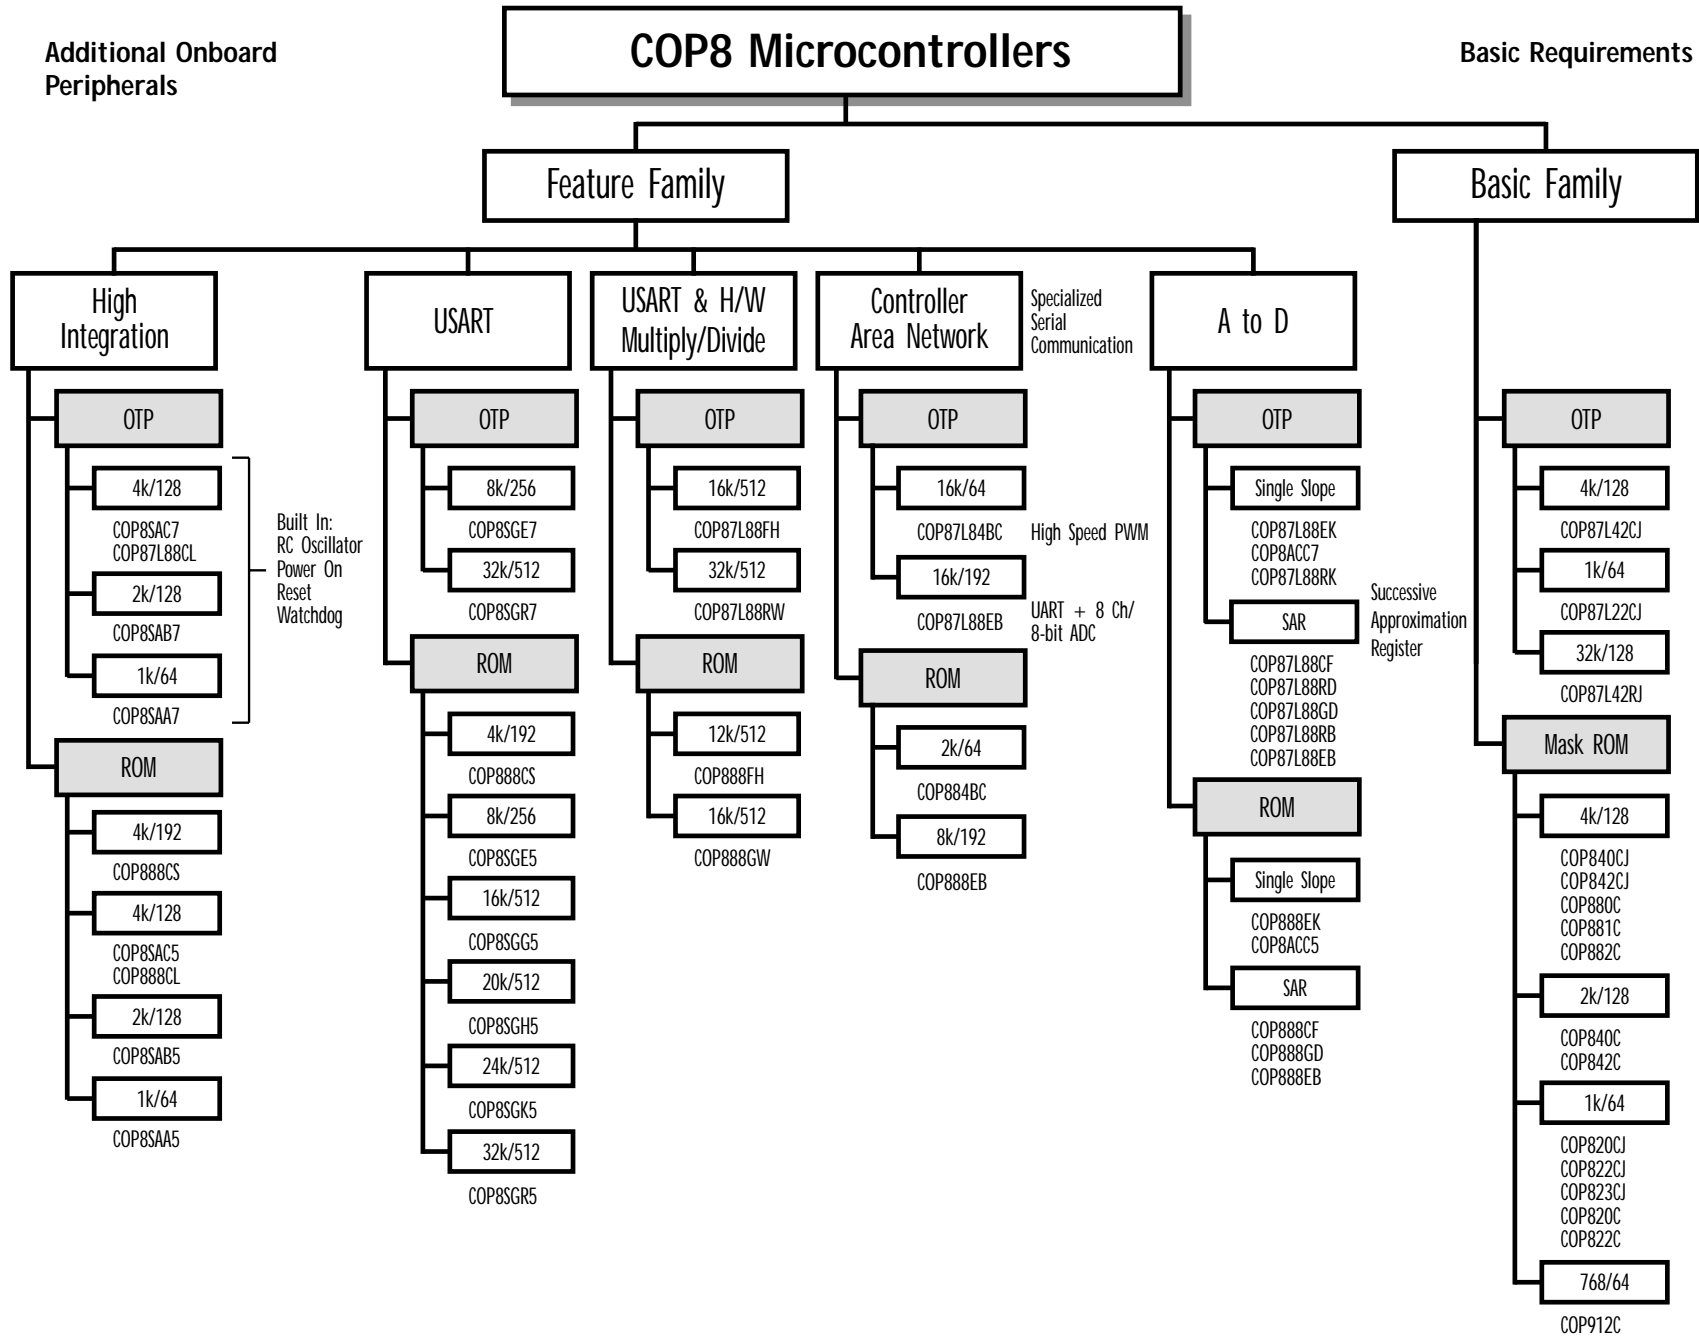 Additional Onboard
Peripherals
COP8 Microcontrollers
Basic Requirements
Feature Family
Basic Family
High
Integration
OTP
4k/128
COP8SAC7
COP87L88CL
2k/128
COP8SAB7
1k/64
COP8SAA7
Built In:
RC Oscillator
Power On
Reset
Watchdog
ROM
4k/192
COP888CS
4k/128
COP8SAC5
COP888CL
2k/128
COP8SAB5
1k/64
COP8SAA5
USART
OTP
8k/256
COP8SGE7
32k/512
COP8SGR7
ROM
4k/192
COP888CS
8k/256
COP8SGE5
16k/512
COP8SGG5
20k/512
COP8SGH5
24k/512
COP8SGK5
32k/512
COP8SGR5
USART & H/W
Multiply/Divide
OTP
16k/512
COP87L88FH
32k/512
COP87L88RW
ROM
12k/512
COP888FH
16k/512
COP888GW
Controller
Area Network
Specialized
Serial
Communication
OTP
16k/64
COP87L84BC
High Speed PWM
16k/192
COP87L88EB
UART + 8 Ch/
8-bit ADC
ROM
2k/64
COP884BC
8k/192
COP888EB
A to D
OTP
Single Slope
COP87L88EK
COP8ACC7
COP87L88RK
SAR
Successive
Approximation
Register
COP87L88CF
COP87L88RD
COP87L88GD
COP87L88RB
COP87L88EB
ROM
Single Slope
COP888EK
COP8ACC5
SAR
COP888CF
COP888GD
COP888EB
OTP
4k/128
COP87L42CJ
1k/64
COP87L22CJ
32k/128
COP87L42RJ
Mask ROM
4k/128
COP840CJ
COP842CJ
COP880C
COP881C
COP882C
2k/128
COP840C
COP842C
1k/64
COP820CJ
COP822CJ
COP823CJ
COP820C
COP822C
768/64
COP912C